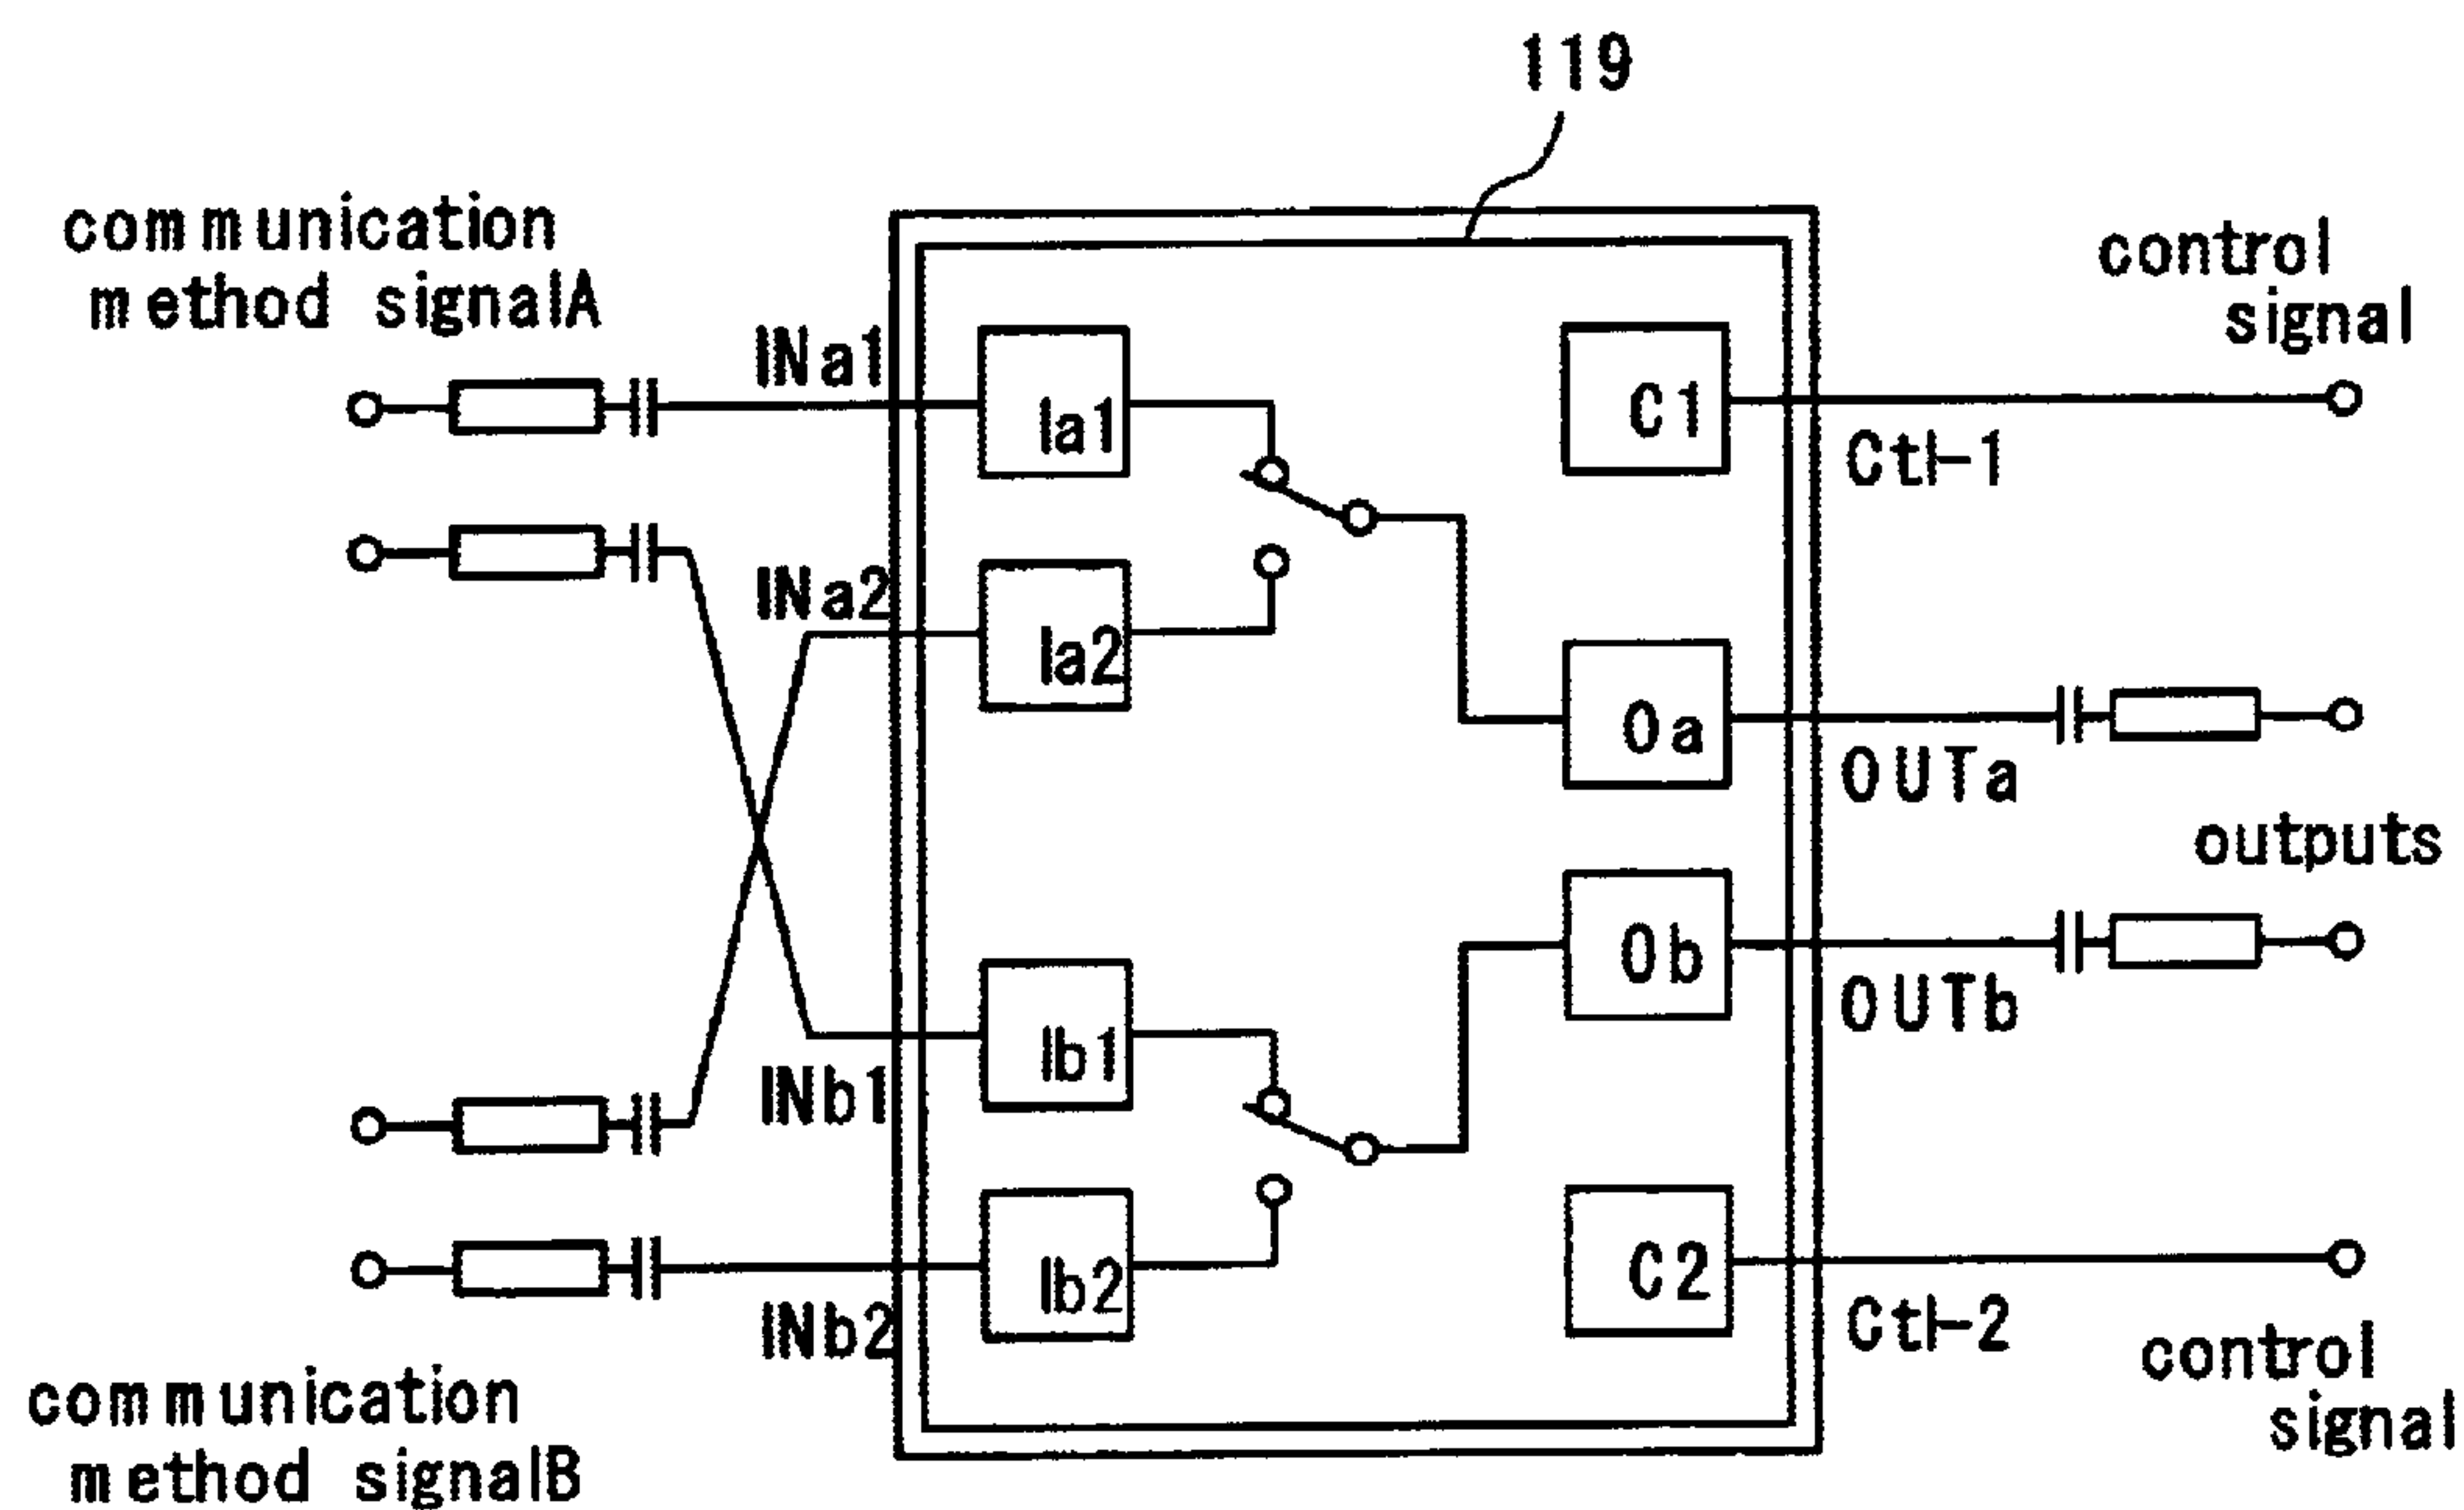 119
communication
method signalA
control
signal
INa1
Ia1
C1
Ctl-1
INa2
Ia2
Oa
OUTa
outputs
Ob
OUTb
Ib1
INb1
Ib2
C2
INb2
Ctl-2
control
signal
communication
method signalB